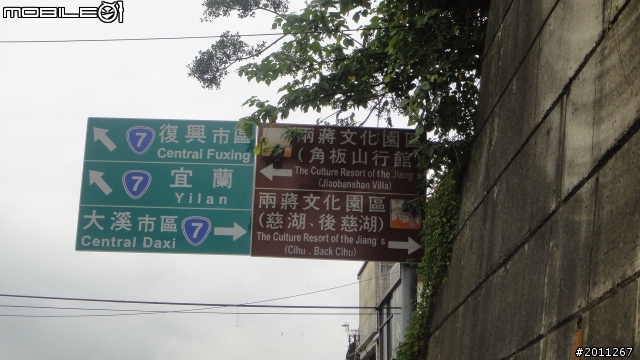 MOBILE01
7 復興市區
Central Fuxing
7 宜蘭
Yilan
大溪市區 7
Central Daxi
兩蔣文化園區
(角板山行館)
The Culture Resort of the Jiang's
(Jiaobanshan Villa)
兩蔣文化園區
(慈湖、後慈湖)
The Culture Resort of the Jiang's
(Cihu、Back Cihu)
#2011267